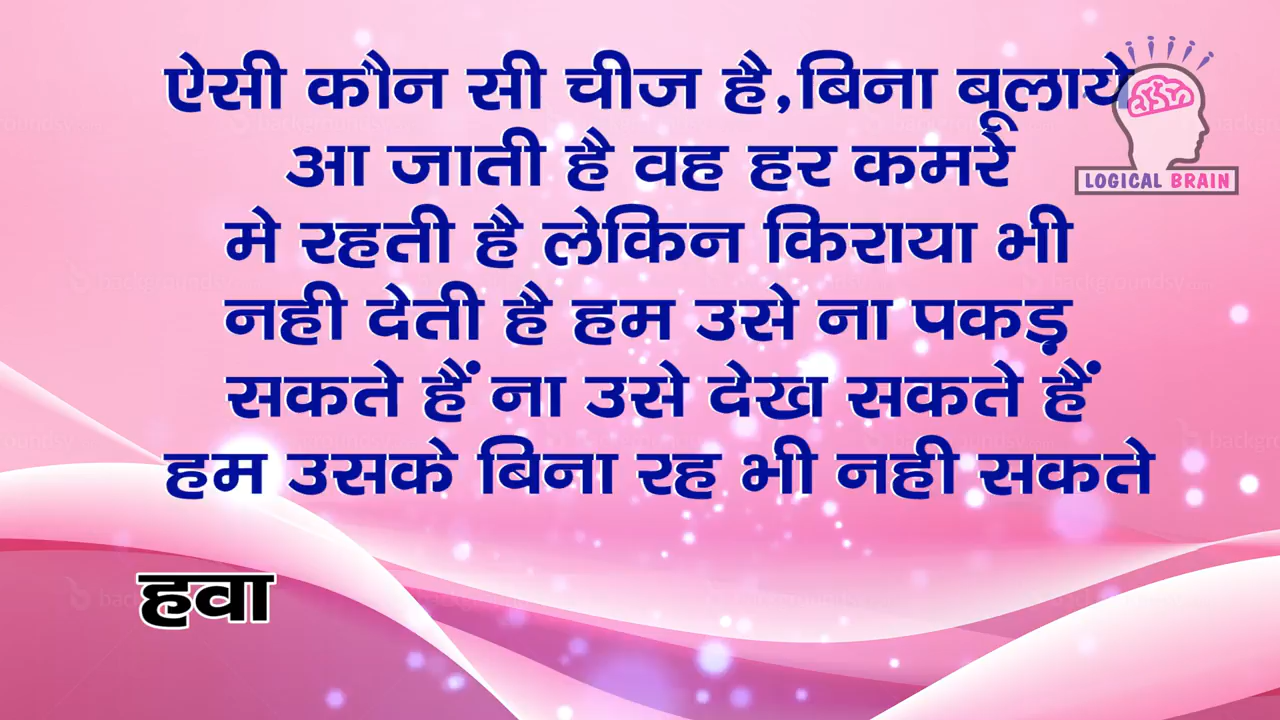 ऐसी कौन सी चीज है,बिना बूलाये
आ जाती है वह हर कमरे
मे रहती है लेकिन किराया भी
नही देती है हम उसे ना पकड़
सकते हैं ना उसे देख सकते हैं
हम उसके बिना रह भी नही सकते
हवा
LOGICAL BRAIN